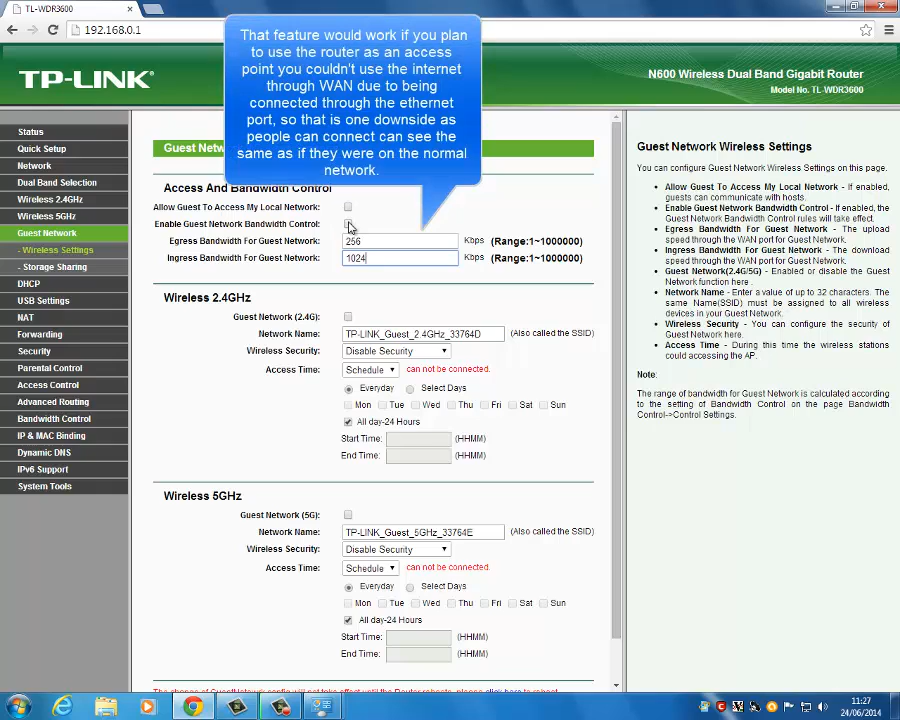 TL-WDR3600
192.168.0.1
That feature would work if you plan
to use the router as an access
point you couldn't use the internet
through WAN due to being
connected through the ethernet
port, so that is one downside as
people can connect can see the
same as if they were on the normal
network.
TP-LINK
N600 Wireless Dual Band Gigabit Router
Model No. TL-WDR3600
Status
Quick Setup
Network
Dual Band Selection
Wireless 2.4GHz
Wireless 5GHz
Guest Network
- Wireless Settings
- Storage Sharing
DHCP
USB Settings
NAT
Forwarding
Security
Parental Control
Access Control
Advanced Routing
Bandwidth Control
IP & MAC Binding
Dynamic DNS
IPv6 Support
System Tools
Access And Bandwidth Control
Allow Guest To Access My Local Network:
Enable Guest Network Bandwidth Control:
Egress Bandwidth For Guest Network: 256 Kbps (Range:1~1000000)
Ingress Bandwidth For Guest Network: 1024 Kbps (Range:1~1000000)
Wireless 2.4GHz
Guest Network (2.4G):
Network Name: TP-LINK_Guest_2.4GHz_33764D (Also called the SSID)
Wireless Security: Disable Security
Access Time: Schedule can not be connected.
Everyday Select Days
Mon Tue Wed Thu Fri Sat Sun
All day-24 Hours
Start Time: (HHMM)
End Time: (HHMM)
Wireless 5GHz
Guest Network (5G):
Network Name: TP-LINK_Guest_5GHz_33764E (Also called the SSID)
Wireless Security: Disable Security
Access Time: Schedule can not be connected.
Everyday Select Days
Mon Tue Wed Thu Fri Sat Sun
All day-24 Hours
Start Time: (HHMM)
End Time: (HHMM)
Guest Network Wireless Settings
You can configure Guest Network Wireless Settings on this page.
• Allow Guest To Access My Local Network - If enabled,
guests can communicate with hosts.
• Enable Guest Network Bandwidth Control - If enabled, the
Guest Network Bandwidth Control rules will take effect.
• Egress Bandwidth For Guest Network - The upload
speed through the WAN port for Guest Network.
• Ingress Bandwidth For Guest Network - The download
speed through the WAN port for Guest Network.
• Guest Network(2.4G/5G) - Enabled or disable the Guest
Network function here .
• Network Name - Enter a value of up to 32 characters. The
same Name(SSID) must be assigned to all wireless
devices in your Guest Network.
• Wireless Security - You can configure the security of
Guest Network here.
• Access Time - During this time the wireless stations
could accessing the AP.
Note:
The range of bandwidth for Guest Network is calculated according
to the setting of Bandwidth Control on the page Bandwidth
Control->Control Settings.
11:27
24/06/2014